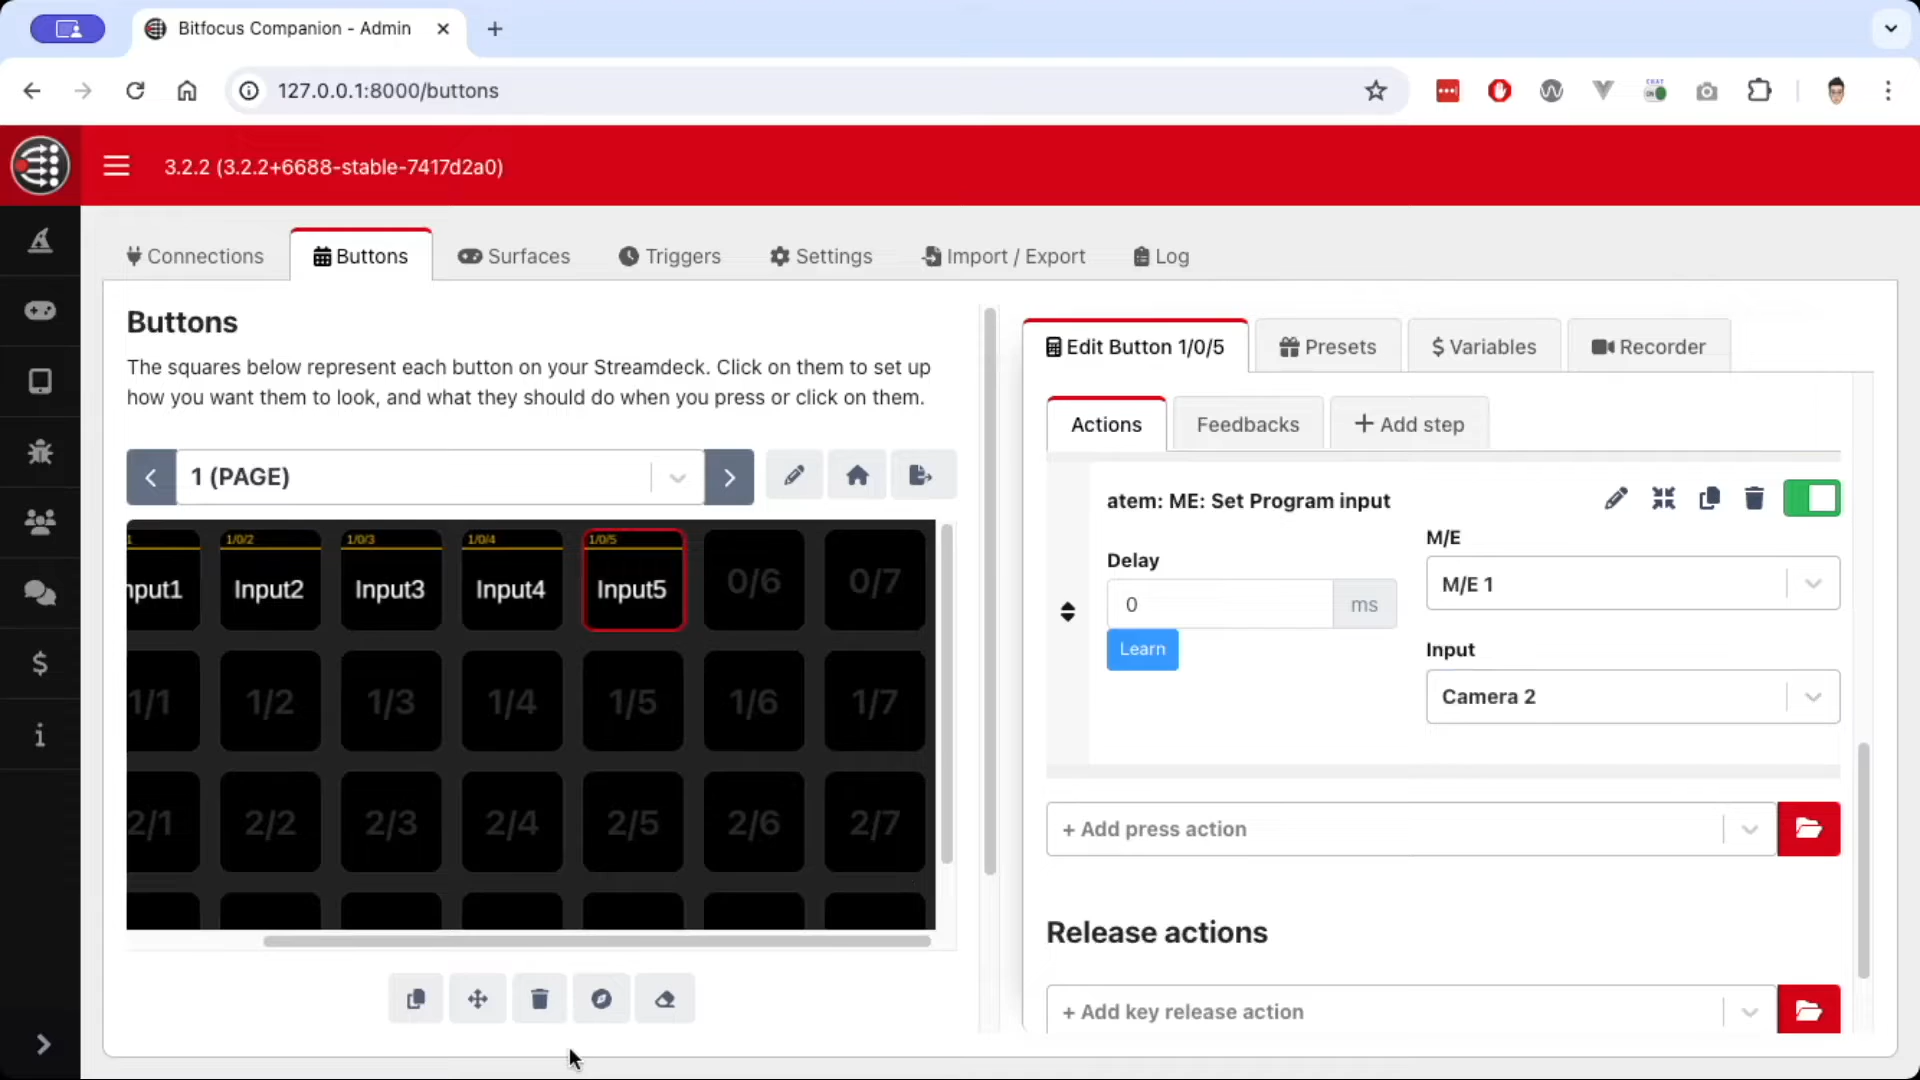 Bitfocus Companion - Admin
127.0.0.1:8000/buttons
3.2.2 (3.2.2+6688-stable-7417d2a0)
Connections
Buttons
Surfaces
Triggers
Settings
Import / Export
Log
Buttons
The squares below represent each button on your Streamdeck. Click on them to set up
how you want them to look, and what they should do when you press or click on them.
1 (PAGE)
1 1/0/2 1/0/3 1/0/4 1/0/5
nput1 Input2 Input3 Input4 Input5 0/6 0/7
1/1 1/2 1/3 1/4 1/5 1/6 1/7
2/1 2/2 2/3 2/4 2/5 2/6 2/7
Edit Button 1/0/5
Presets
$ Variables
Recorder
Actions
Feedbacks
+ Add step
atem: ME: Set Program input
Delay
0 ms
Learn
M/E
M/E 1
Input
Camera 2
+ Add press action
Release actions
+ Add key release action